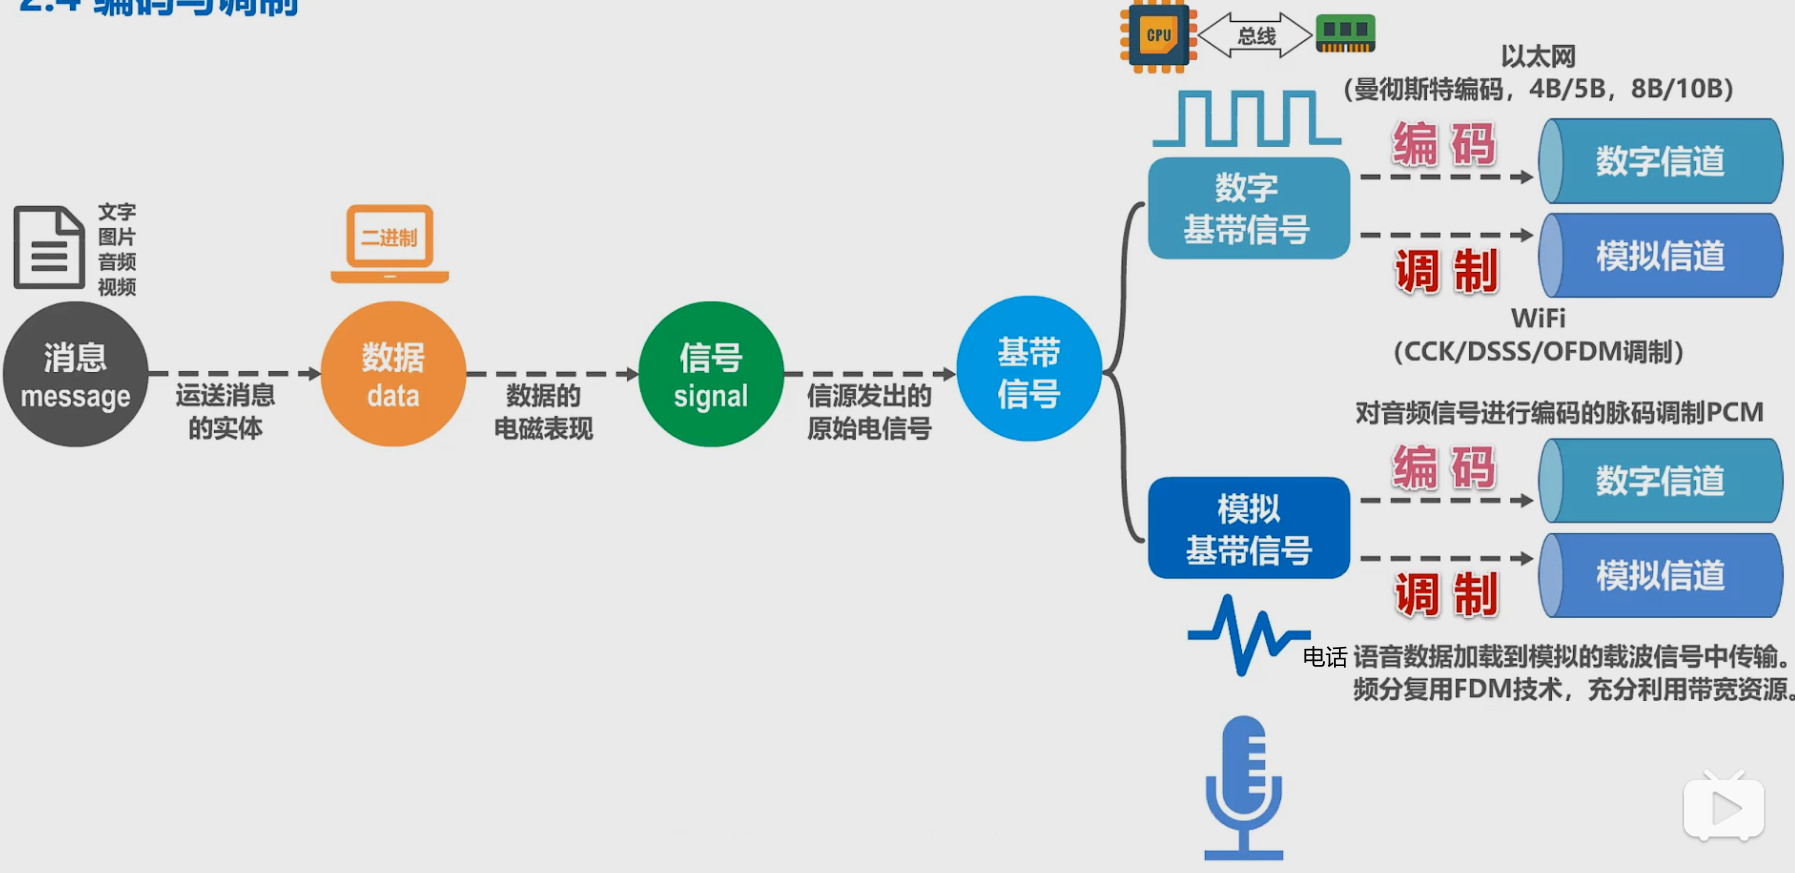 2.4 编码与调制
CPU
总线
以太网
（曼彻斯特编码，4B/5B，8B/10B）
编码
数字信道
数字
基带信号
调制
模拟信道
WiFi
（CCK/DSSS/OFDM调制）
文字
图片
音频
视频
二进制
消息
message
运送消息
的实体
数据
data
数据的
电磁表现
信号
signal
信源发出的
原始电信号
基带
信号
对音频信号进行编码的脉码调制PCM
编码
数字信道
模拟
基带信号
调制
模拟信道
电话 语音数据加载到模拟的载波信号中传输。
频分复用FDM技术，充分利用带宽资源。